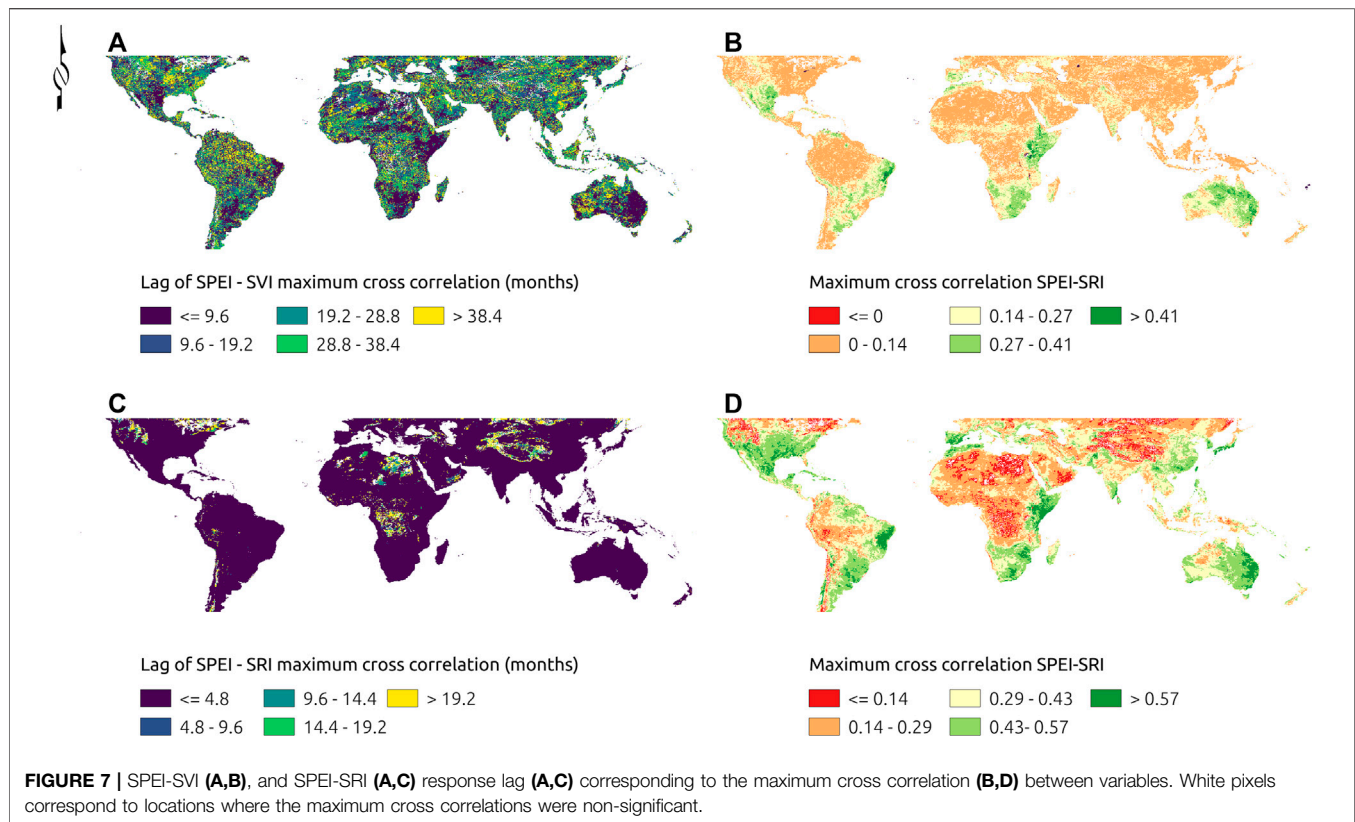 A
B
Lag of SPEI - SVI maximum cross correlation (months)
<= 9.6
19.2 - 28.8
> 38.4
9.6 - 19.2
28.8 - 38.4
Maximum cross correlation SPEI-SRI
<= 0
0.14 - 0.27
> 0.41
0 - 0.14
0.27 - 0.41
C
D
Lag of SPEI - SRI maximum cross correlation (months)
<= 4.8
9.6 - 14.4
> 19.2
4.8 - 9.6
14.4 - 19.2
Maximum cross correlation SPEI-SRI
<= 0.14
0.29 - 0.43
> 0.57
0.14 - 0.29
0.43- 0.57
FIGURE 7 | SPEI-SVI (A,B), and SPEI-SRI (A,C) response lag (A,C) corresponding to the maximum cross correlation (B,D) between variables. White pixels
correspond to locations where the maximum cross correlations were non-significant.